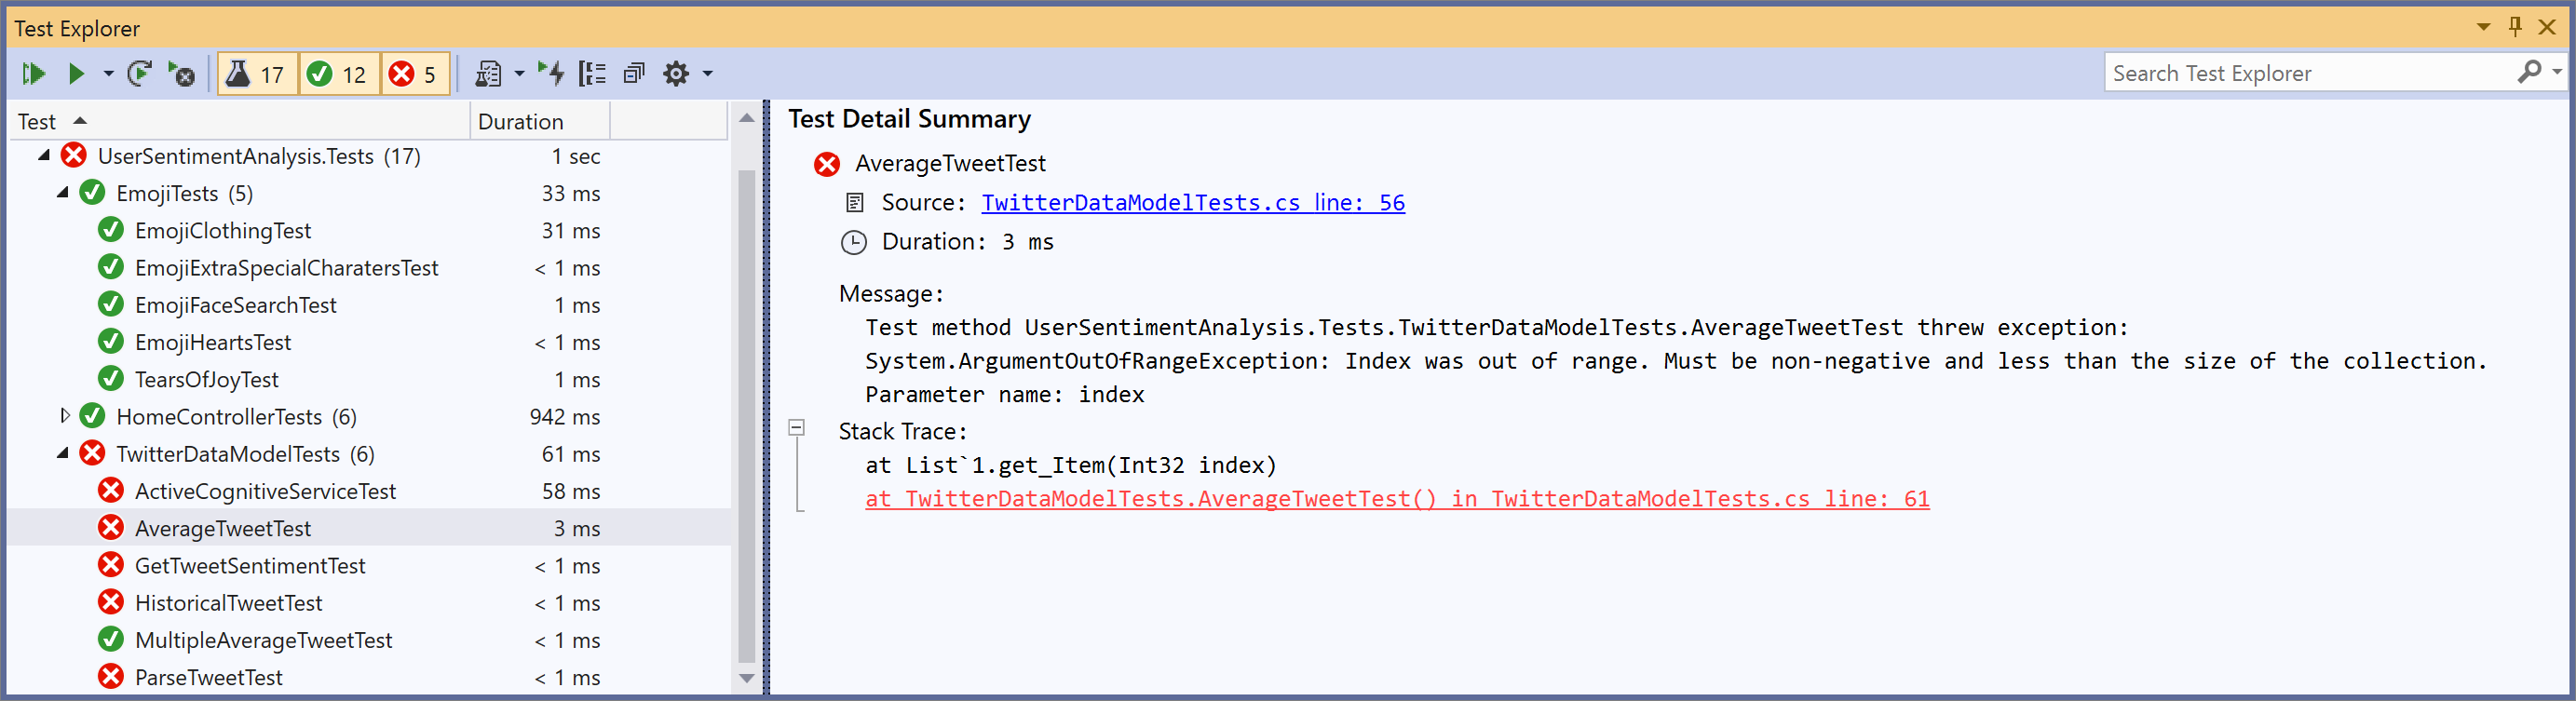 Test Explorer
17 12 5
Search Test Explorer
Test Duration
UserSentimentAnalysis.Tests (17) 1 sec
EmojiTests (5) 33 ms
EmojiClothingTest 31 ms
EmojiExtraSpecialCharatersTest < 1 ms
EmojiFaceSearchTest 1 ms
EmojiHeartsTest < 1 ms
TearsOfJoyTest 1 ms
HomeControllerTests (6) 942 ms
TwitterDataModelTests (6) 61 ms
ActiveCognitiveServiceTest 58 ms
AverageTweetTest 3 ms
GetTweetSentimentTest < 1 ms
HistoricalTweetTest < 1 ms
MultipleAverageTweetTest < 1 ms
ParseTweetTest < 1 ms
Test Detail Summary
AverageTweetTest
Source: TwitterDataModelTests.cs line: 56
Duration: 3 ms
Message:
Test method UserSentimentAnalysis.Tests.TwitterDataModelTests.AverageTweetTest threw exception:
System.ArgumentOutOfRangeException: Index was out of range. Must be non-negative and less than the size of the collection.
Parameter name: index
Stack Trace:
at List`1.get_Item(Int32 index)
at TwitterDataModelTests.AverageTweetTest() in TwitterDataModelTests.cs line: 61